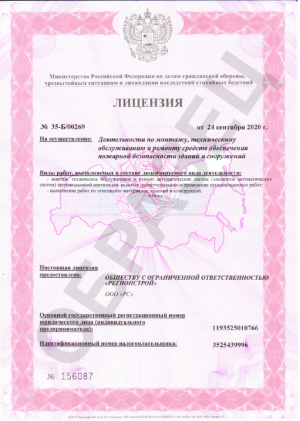 Министерство Российской Федерации по делам гражданской обороны,
чрезвычайным ситуациям и ликвидации последствий стихийных бедствий
ЛИЦЕНЗИЯ
№ 35-Б/00269
от 24 сентября 2020 г.
На осуществление:
Деятельности по монтажу, техническому
обслуживанию и ремонту средств обеспечения
пожарной безопасности зданий и сооружений
Виды работ, выполняемых в составе лицензируемого вида деятельности:
Настоящая лицензия
предоставлена:
ОБЩЕСТВУ С ОГРАНИЧЕННОЙ ОТВЕТСТВЕННОСТЬЮ
«РЕГИОНСТРОЙ»
ООО «РС»
Основной государственный регистрационный номер
юридического лица (индивидуального
предпринимателя):
1193525010766
Идентификационный номер налогоплательщика:
3525439996
№ 156087
ОБРАЗЕЦ